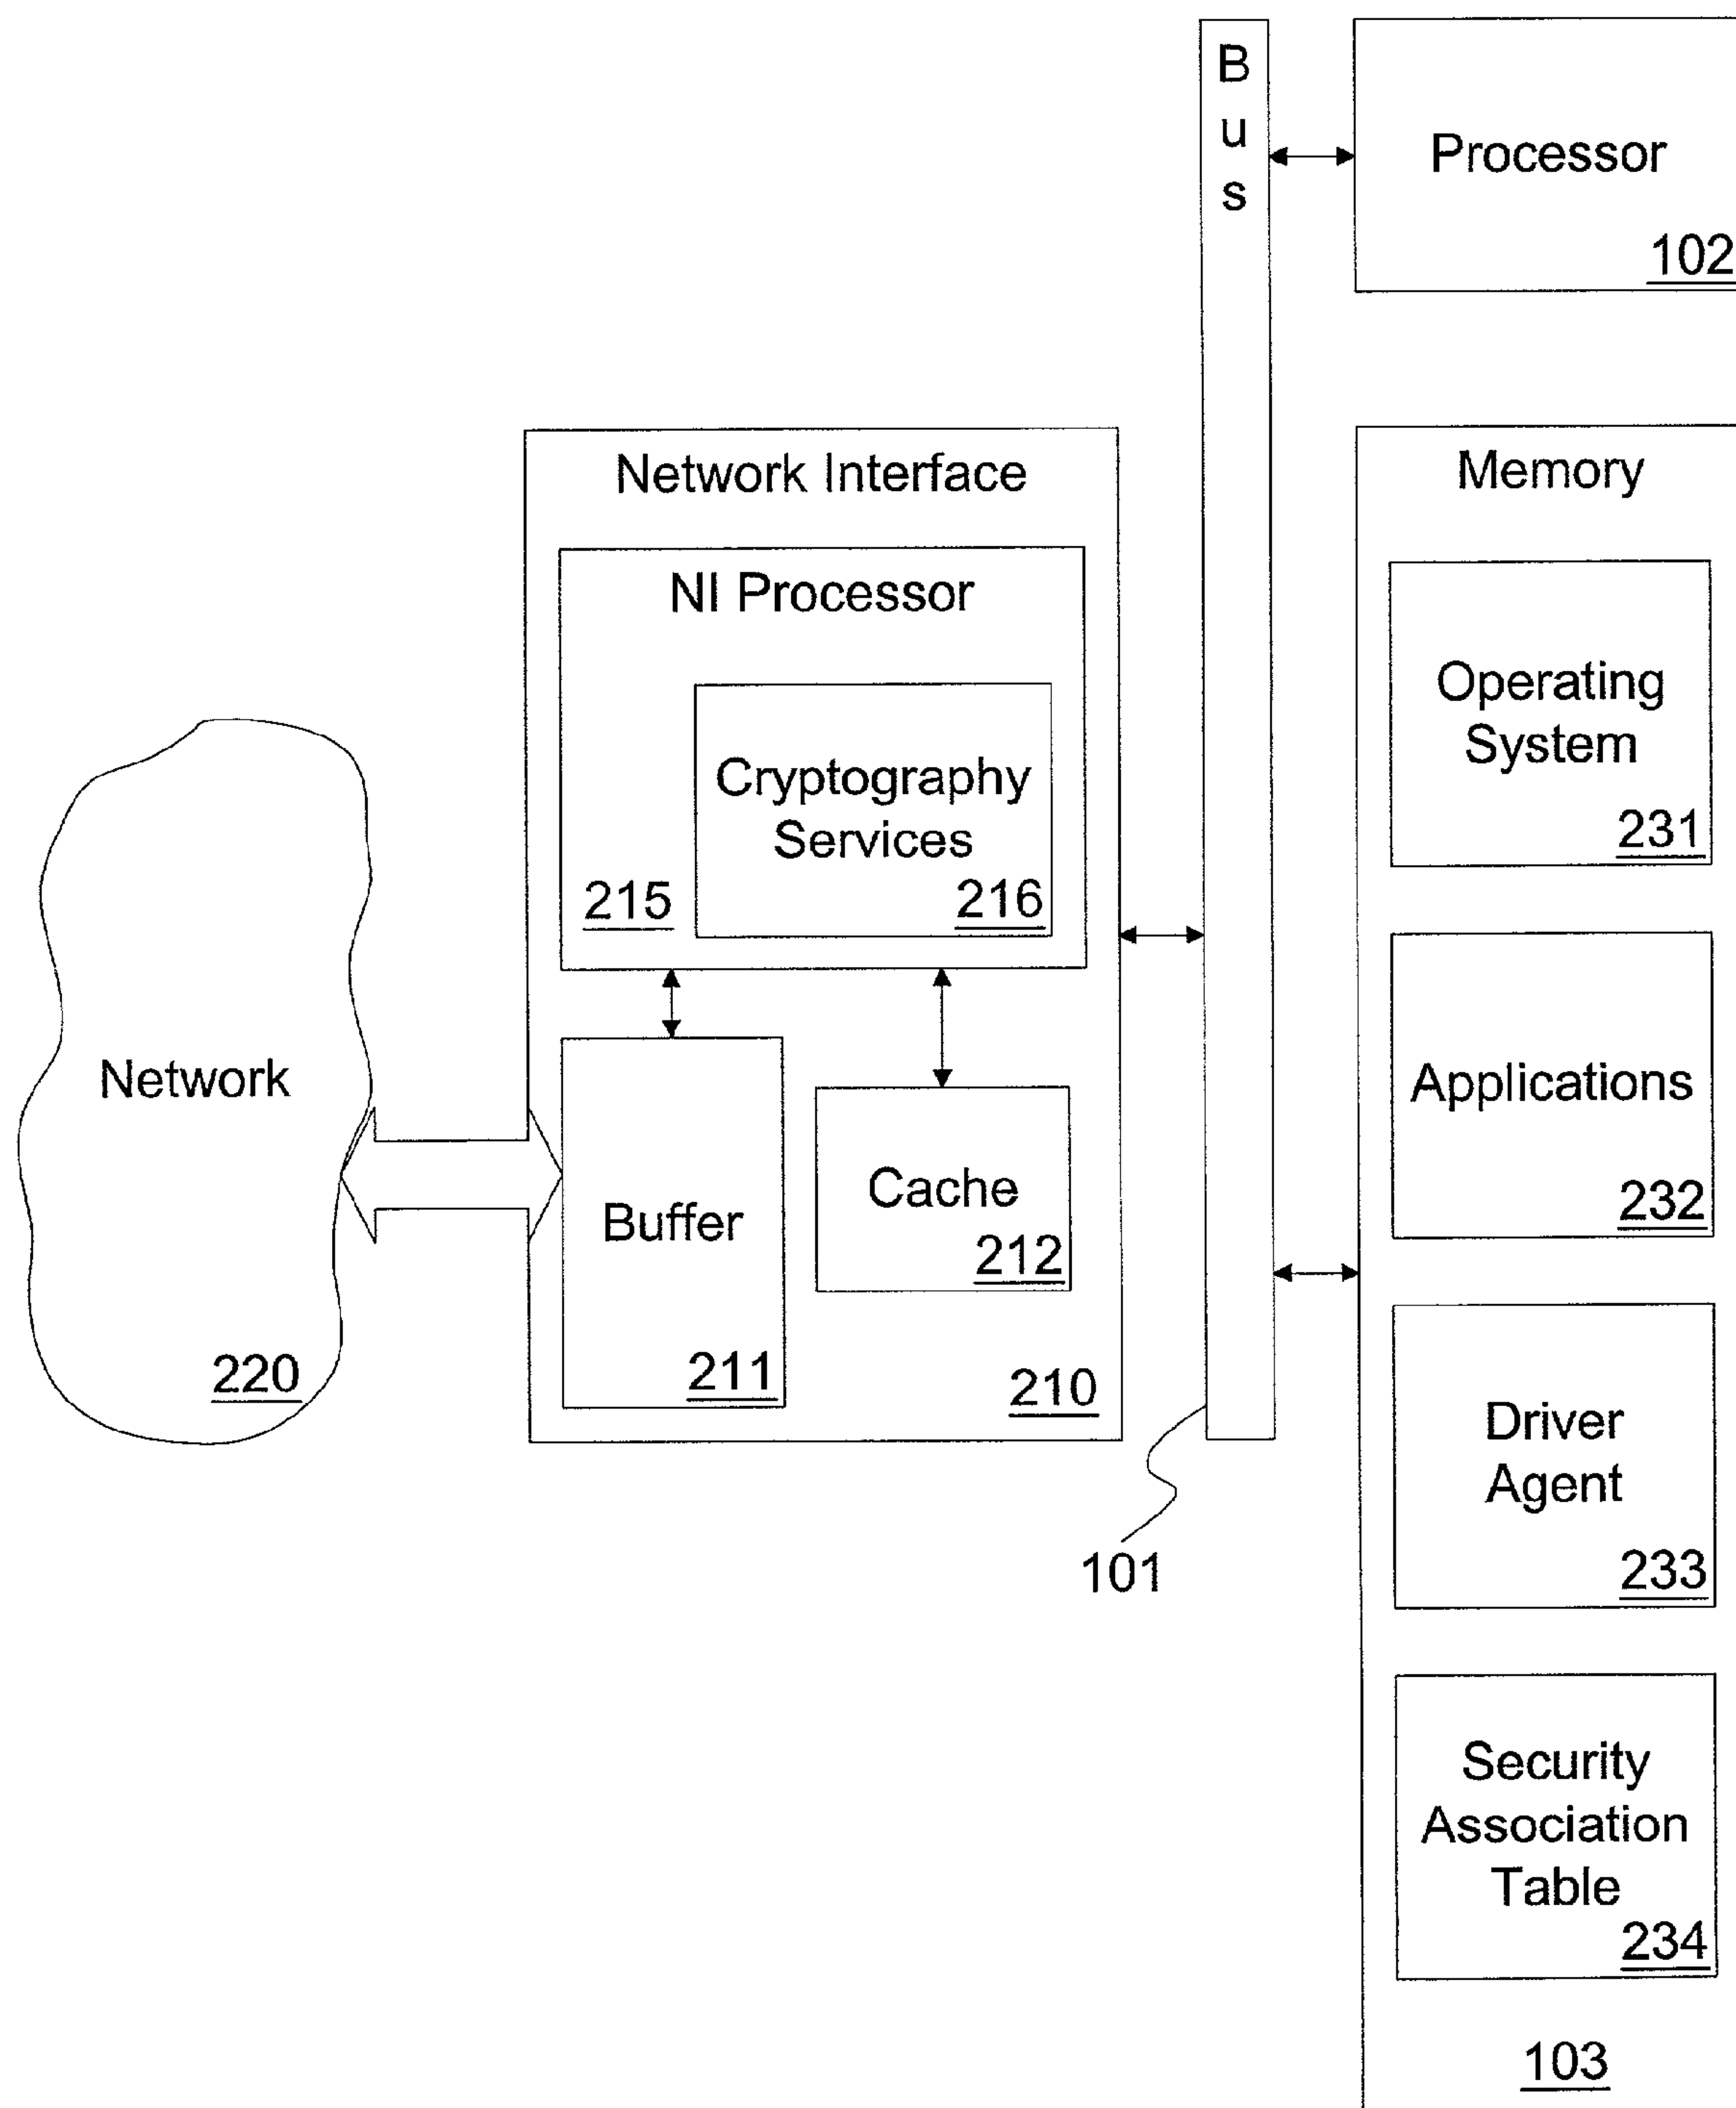 B
u
s
Processor
102
Network Interface
NI Processor
Cryptography
Services
215
216
Network
220
Buffer
211
Cache
212
210
101
Memory
Operating
System
231
Applications
232
Driver
Agent
233
Security
Association
Table
234
103